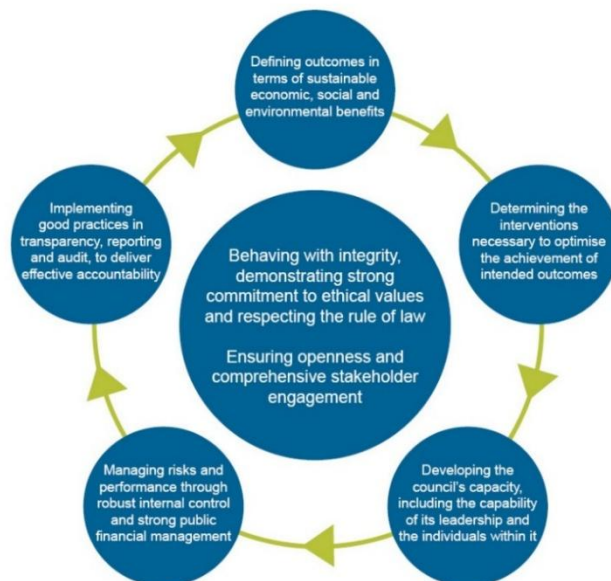 Defining outcomes in
terms of sustainable
economic, social and
environmental benefits
Determining the
interventions
necessary to optimise
the achievement of
intended outcomes
Developing the
council's capacity,
including the capability
of its leadership and
the individuals within it
Managing risks and
performance through
robust internal control
and strong public
financial management
Implementing
good practices in
transparency, reporting
and audit, to deliver
effective accountability
Behaving with integrity,
demonstrating strong
commitment to ethical values
and respecting the rule of law
Ensuring openness and
comprehensive stakeholder
engagement